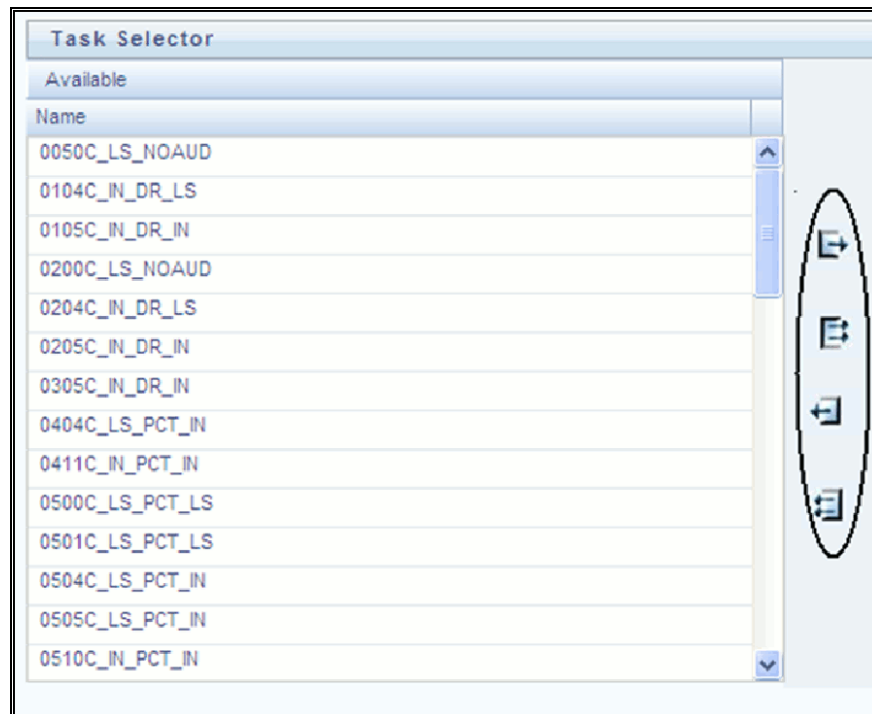 Task Selector
Available
Name
0050C_LS_NOAUD
0104C_IN_DR_LS
0105C_IN_DR_IN
0200C_LS_NOAUD
0204C_IN_DR_LS
0205C_IN_DR_IN
0305C_IN_DR_IN
0404C_LS_PCT_IN
0411C_IN_PCT_IN
0500C_LS_PCT_LS
0501C_LS_PCT_LS
0504C_LS_PCT_IN
0505C_LS_PCT_IN
0510C_IN_PCT_IN